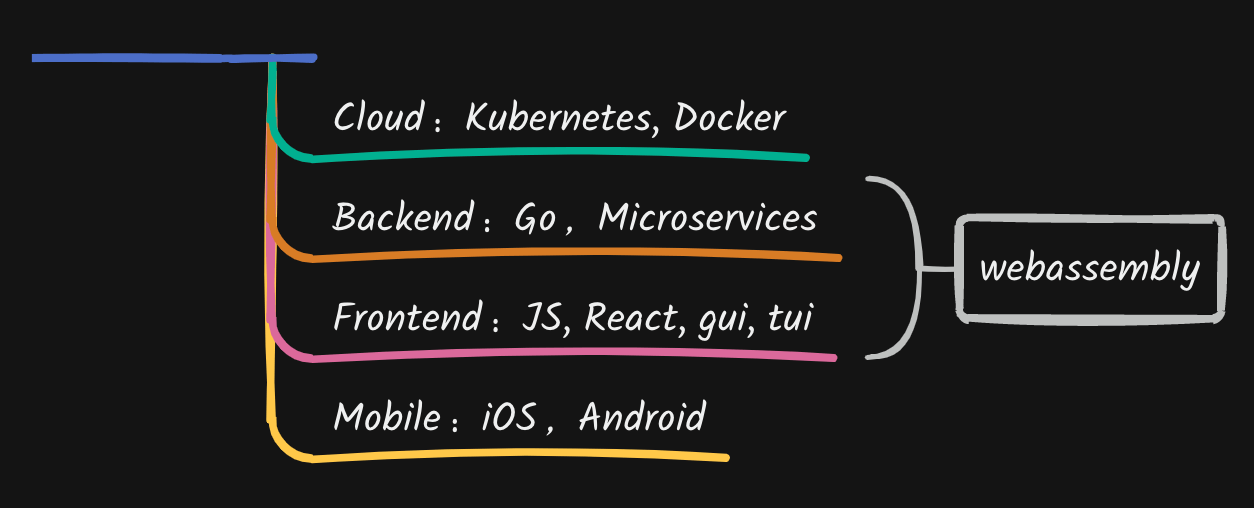 Cloud： Kubernetes, Docker
Backend： Go， Microservices
Frontend： JS, React, gui, tui
Mobile： iOS， Android
webassembly